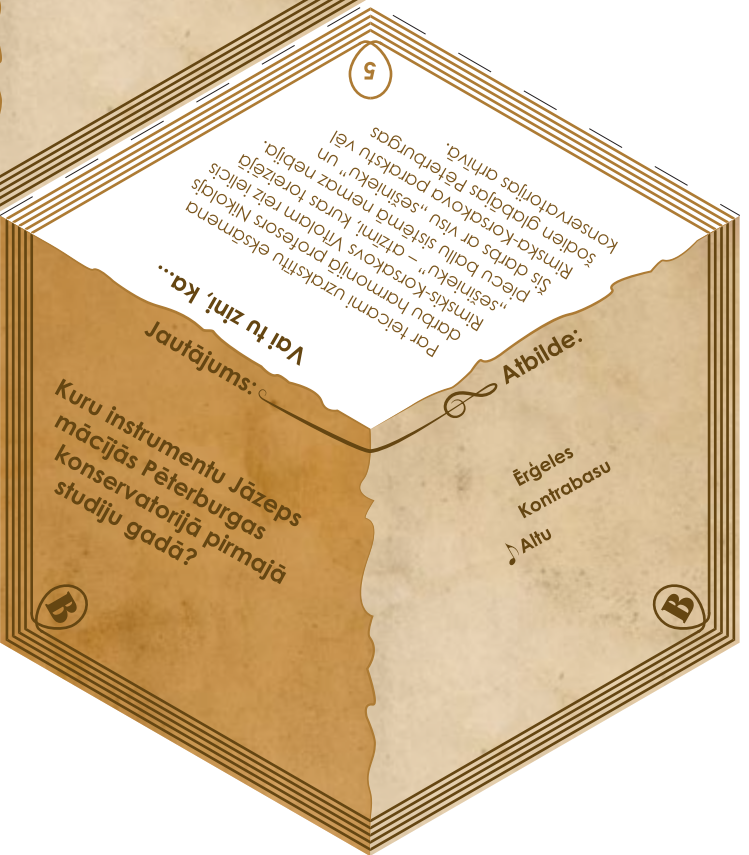 5
Vai tu zini, ka...
Par teicami uzrakstītu eksāmena
darbu harmonijā profesors Nikolajs
Rimskis-Korsakovs Vītolam reiz ielicis
„sešinieku” – atzīmi, kuras toreizējā
piecu ballu sistēmā nemaz nebija.
Šis darbs ar visu „sešinieku” un
Rimska-Korsakova parakstu vēl
šodien glabājas Pēterburgas
konservatorijas arhīvā.
Jautājums:
Kuru instrumentu Jāzeps
mācījās Pēterburgas
konservatorijā pirmajā
studiju gadā?
B
Atbilde:
Ērģeles
Kontrabasu
Altu
B